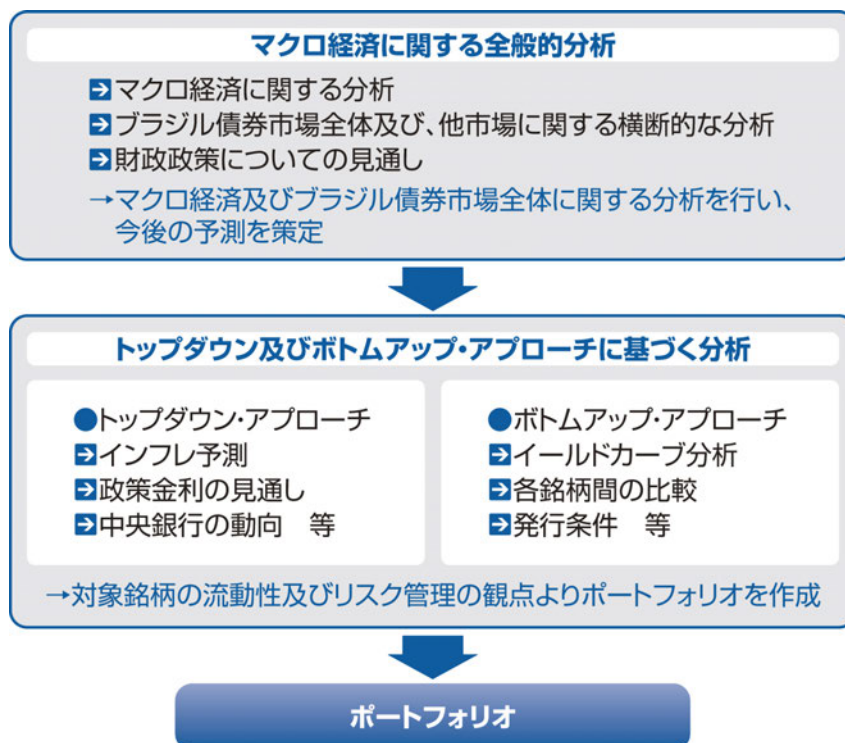 マクロ経済に関する全般的分析
➔マクロ経済に関する分析
➔ブラジル債券市場全体及び、他市場に関する横断的な分析
➔財政政策についての見通し
→マクロ経済及びブラジル債券市場全体に関する分析を行い、
今後の予測を策定
トップダウン及びボトムアップ・アプローチに基づく分析
●トップダウン・アプローチ
➔インフレ予測
➔政策金利の見通し
➔中央銀行の動向　等
●ボトムアップ・アプローチ
➔イールドカーブ分析
➔各銘柄間の比較
➔発行条件　等
→対象銘柄の流動性及びリスク管理の観点よりポートフォリオを作成
ポートフォリオ